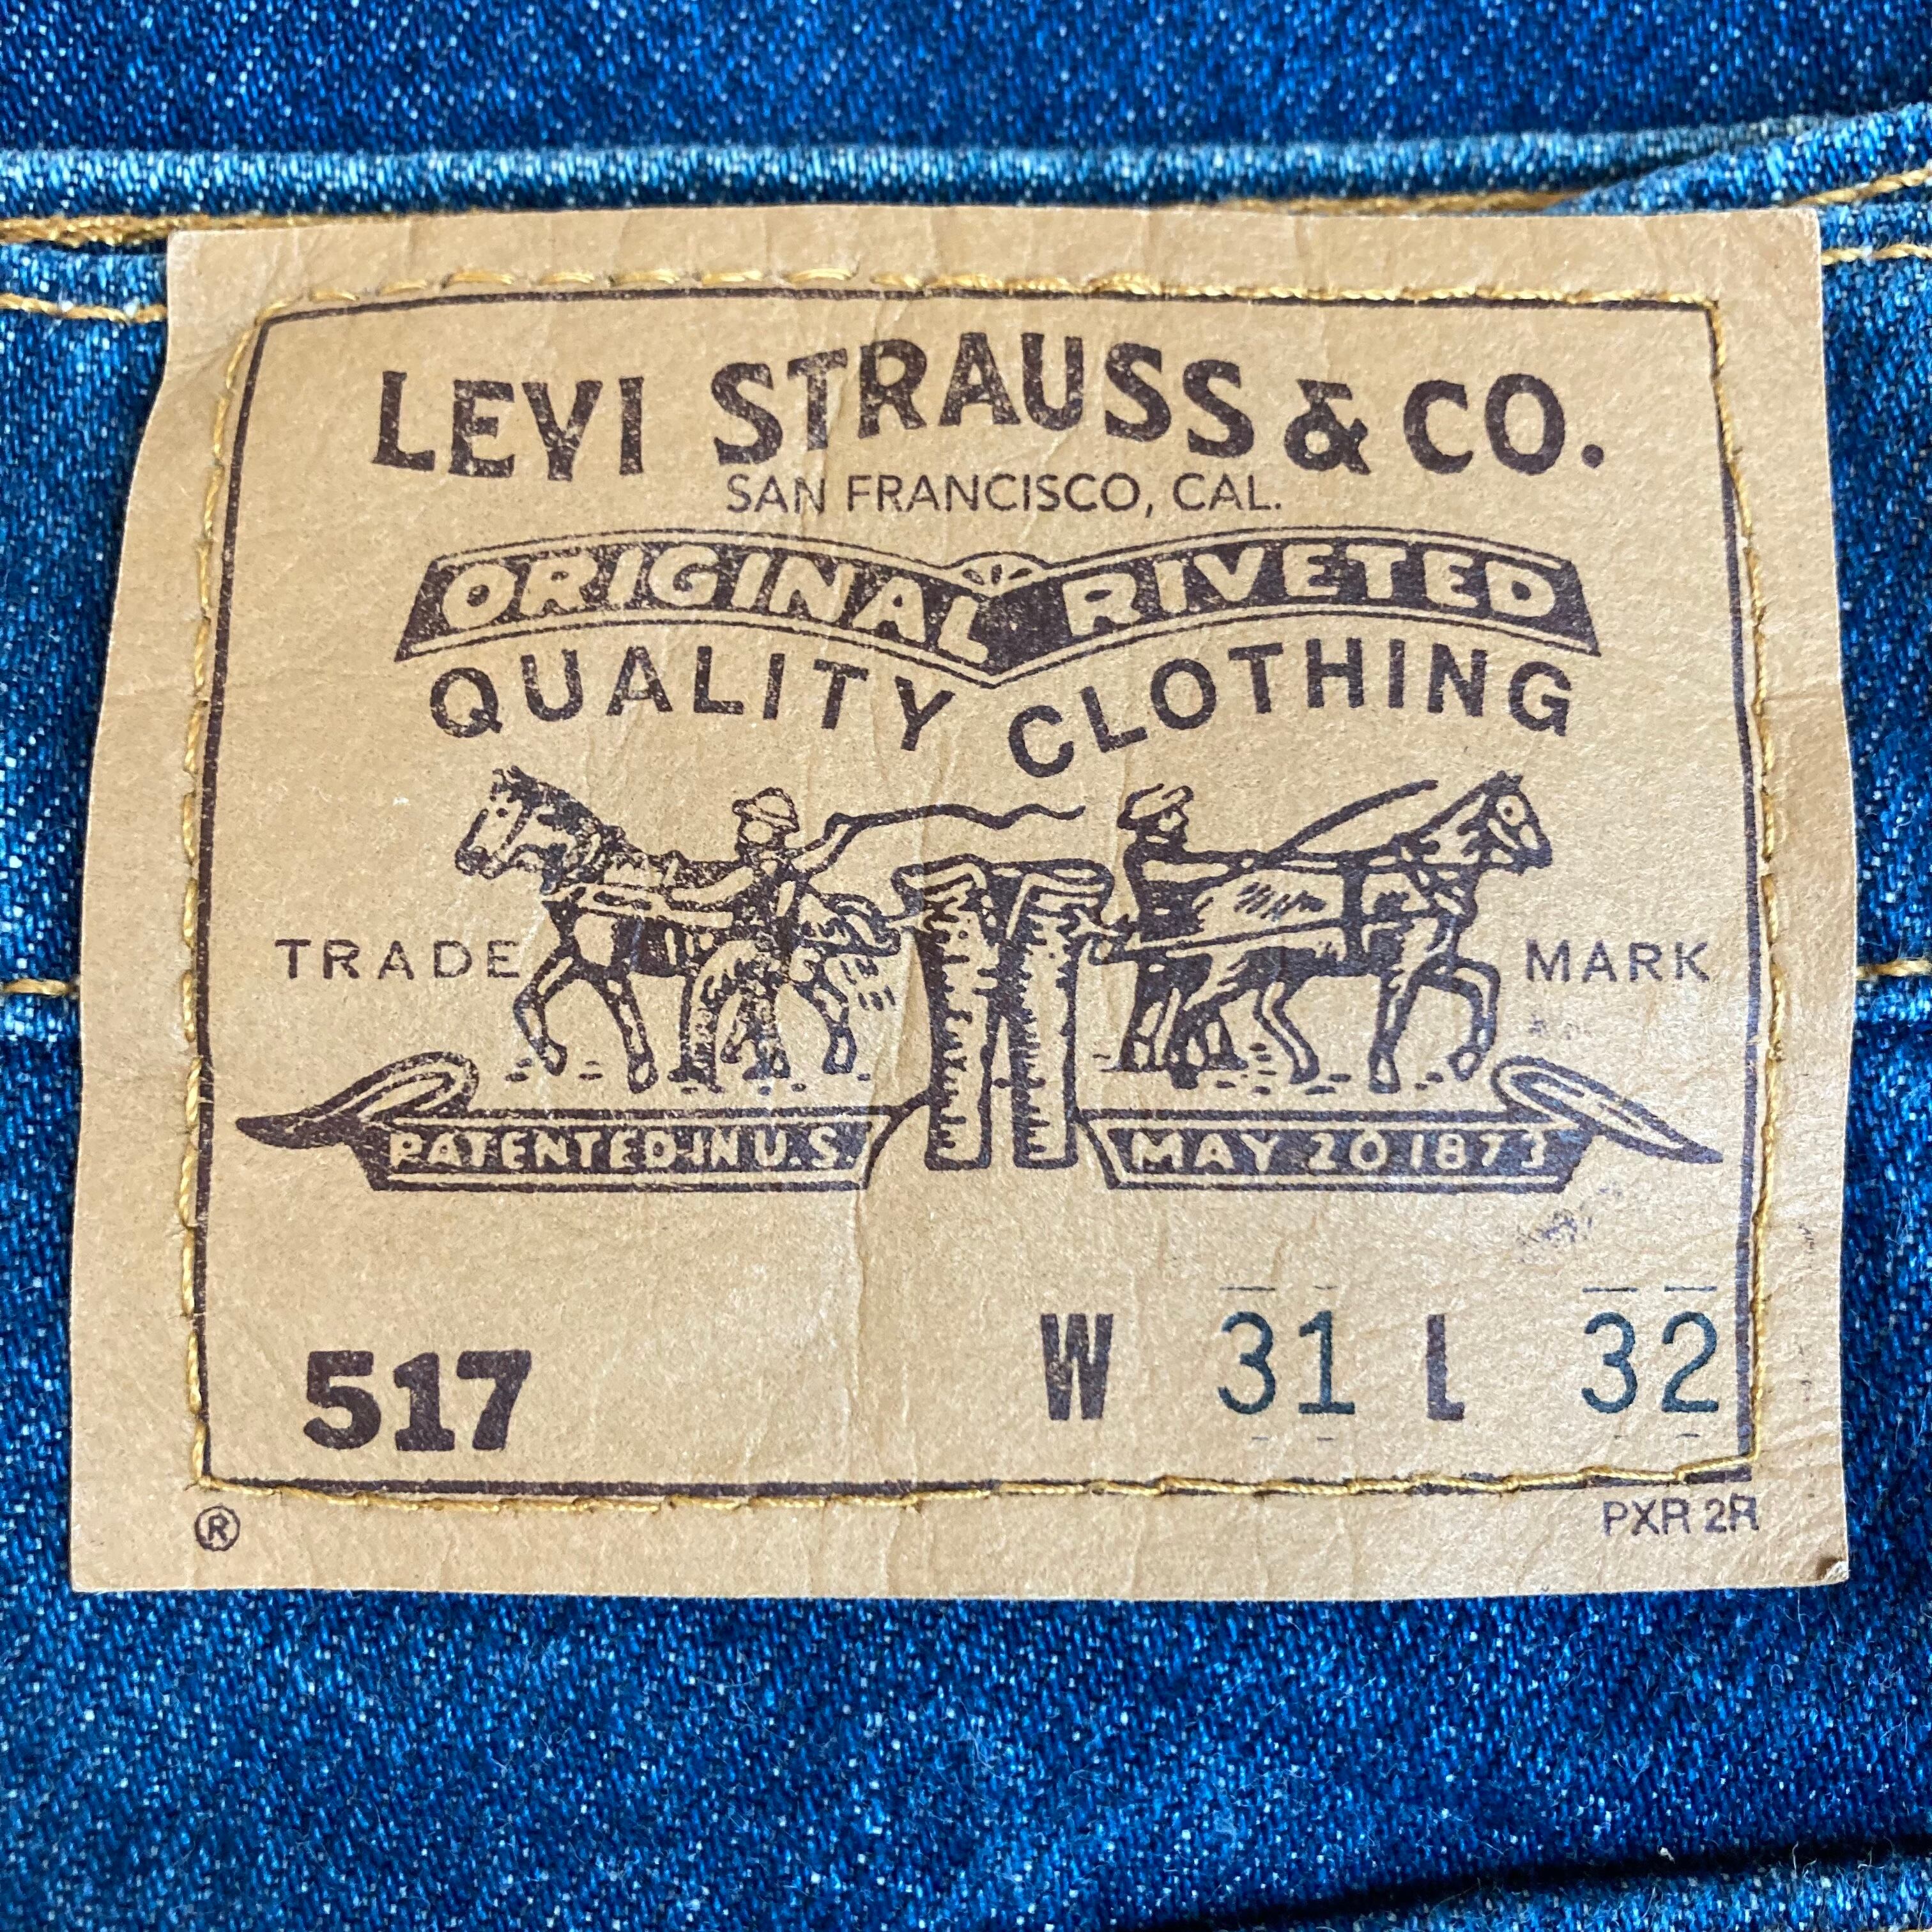 LEVI STRAUSS & CO.
SAN FRANCISCO, CAL.
ORIGINAL RIVETED
QUALITY CLOTHING
TRADE MARK
PATENTED IN U.S. MAY 20 1873
517 W 31 L 32
® PXR 2R